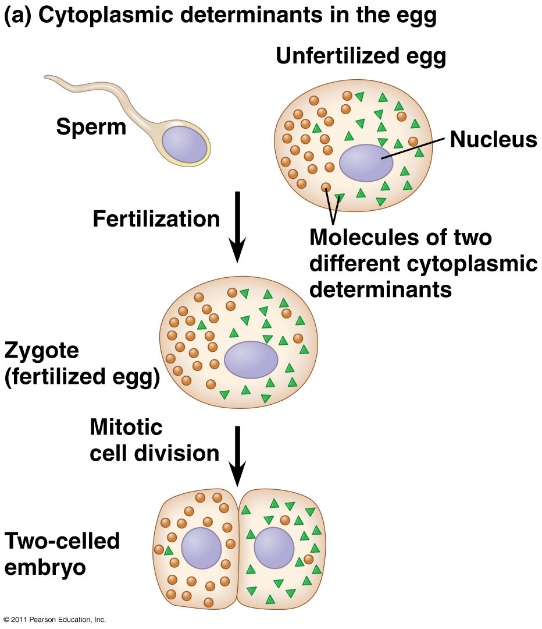 (a) Cytoplasmic determinants in the egg
Unfertilized egg
Sperm
Nucleus
Fertilization
Molecules of two
different cytoplasmic
determinants
Zygote
(fertilized egg)
Mitotic
cell division
Two-celled
embryo
© 2011 Pearson Education, Inc.